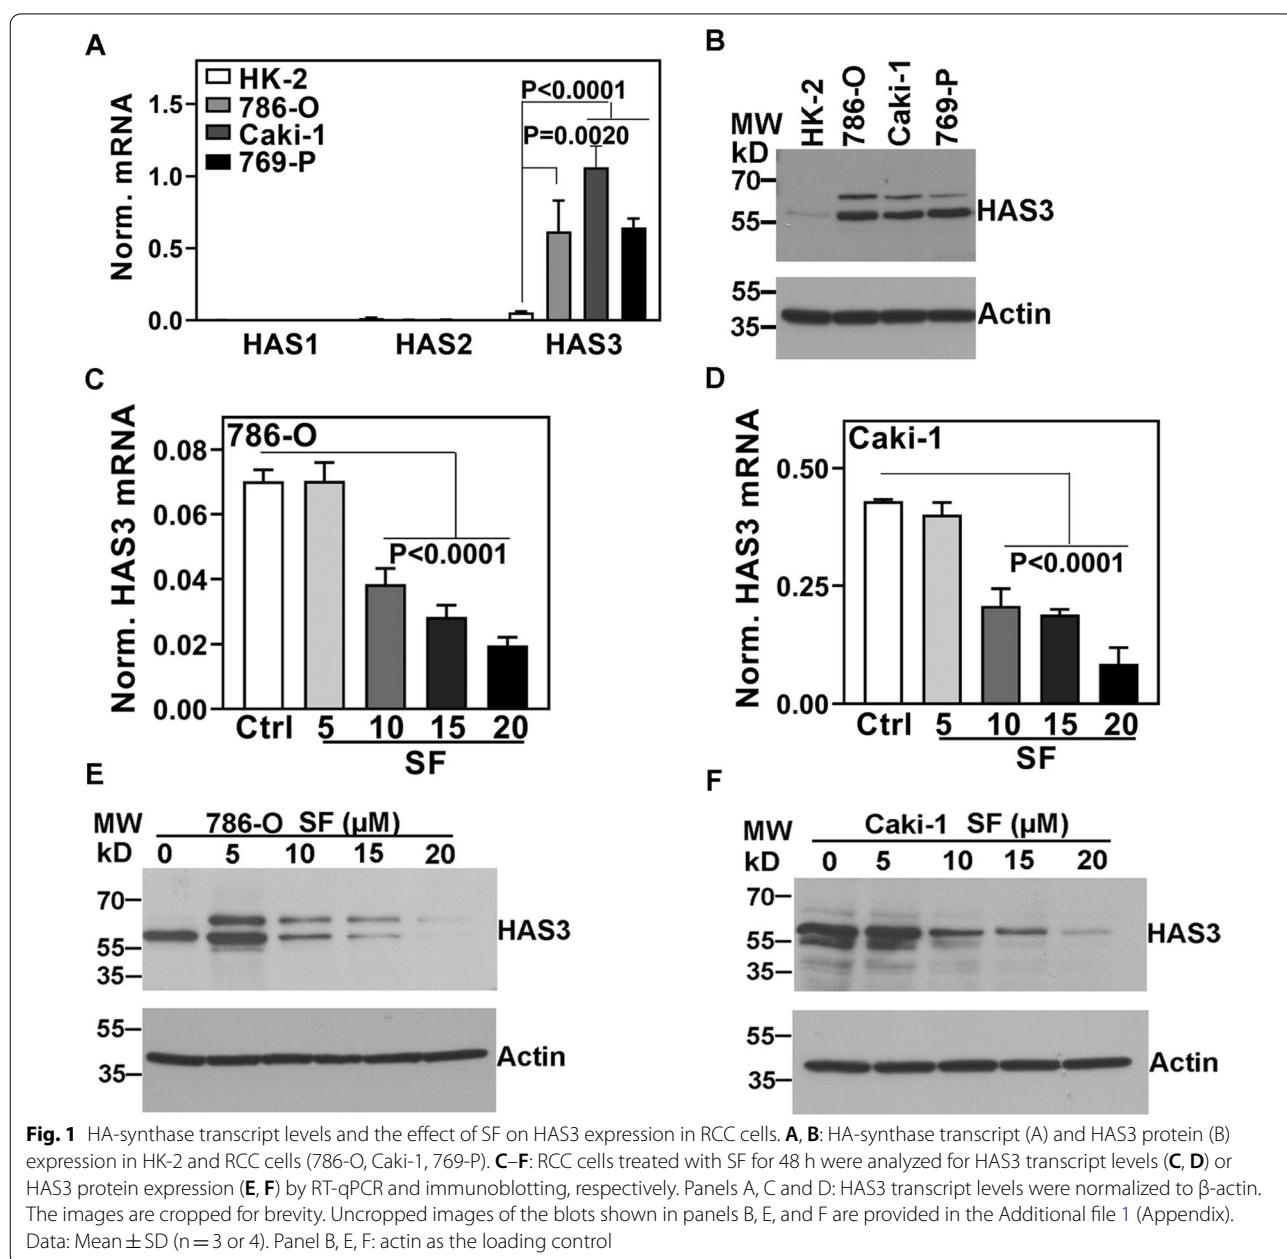 A
HK-2
786-O
Caki-1
769-P
P<0.0001
P=0.0020
Norm. mRNA
1.5
1.0
0.5
0.0
HAS1 HAS2 HAS3
B
HK-2 786-O Caki-1 769-P
MW
kD
70
55
HAS3
55
35
Actin
C
786-O
Norm. HAS3 mRNA
0.08
0.06
0.04
0.02
0.00
P<0.0001
Ctrl 5 10 15 20
SF
D
Caki-1
Norm. HAS3 mRNA
0.50
0.25
0.00
P<0.0001
Ctrl 5 10 15 20
SF
E
MW 786-O SF (µM)
kD 0 5 10 15 20
70
55
35
HAS3
55
35
Actin
F
MW Caki-1 SF (µM)
kD 0 5 10 15 20
70
55
35
HAS3
55
35
Actin
Fig. 1 HA-synthase transcript levels and the effect of SF on HAS3 expression in RCC cells. A, B: HA-synthase transcript (A) and HAS3 protein (B)
expression in HK-2 and RCC cells (786-O, Caki-1, 769-P). C–F: RCC cells treated with SF for 48 h were analyzed for HAS3 transcript levels (C, D) or
HAS3 protein expression (E, F) by RT-qPCR and immunoblotting, respectively. Panels A, C and D: HAS3 transcript levels were normalized to β-actin.
The images are cropped for brevity. Uncropped images of the blots shown in panels B, E, and F are provided in the Additional file 1 (Appendix).
Data: Mean ± SD (n = 3 or 4). Panel B, E, F: actin as the loading control